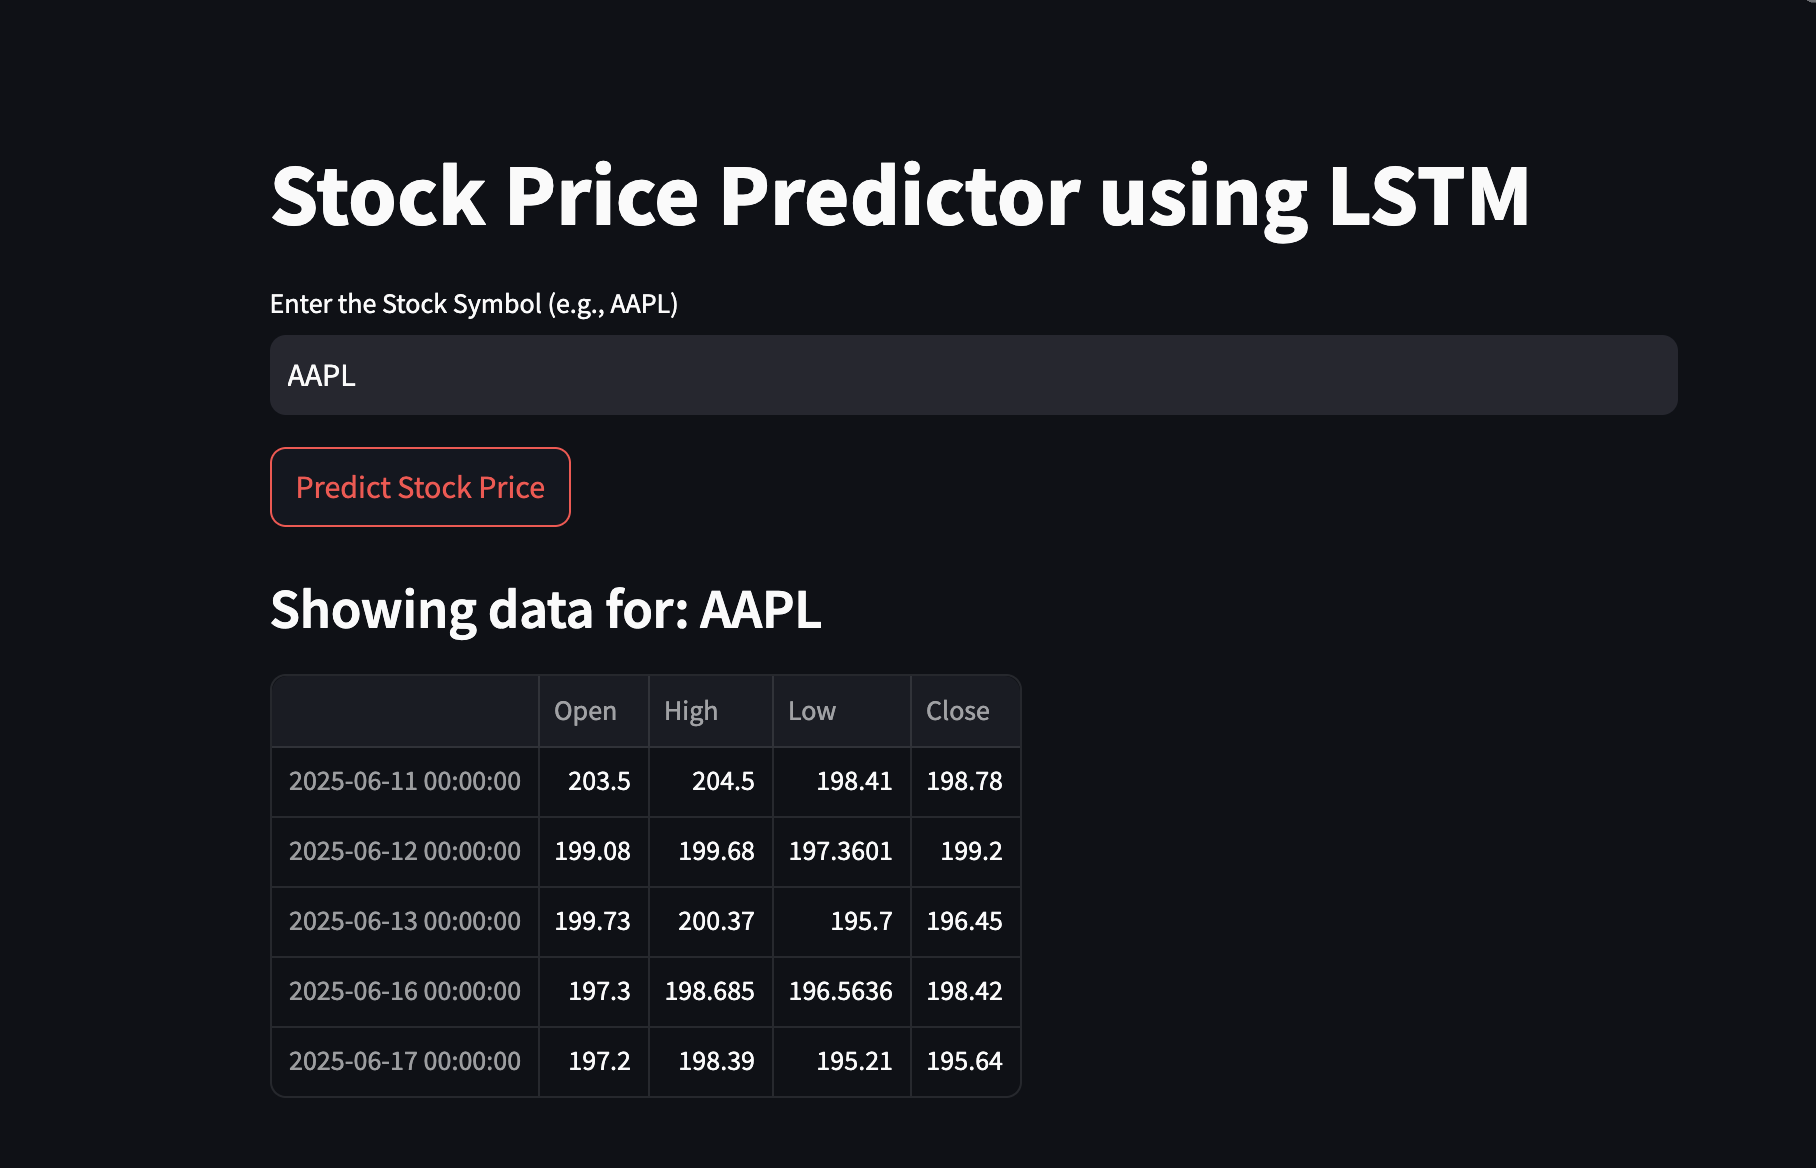 Stock Price Predictor using LSTM
Enter the Stock Symbol (e.g., AAPL)
AAPL
Predict Stock Price
Showing data for: AAPL
Open High Low Close
2025-06-11 00:00:00 203.5 204.5 198.41 198.78
2025-06-12 00:00:00 199.08 199.68 197.3601 199.2
2025-06-13 00:00:00 199.73 200.37 195.7 196.45
2025-06-16 00:00:00 197.3 198.685 196.5636 198.42
2025-06-17 00:00:00 197.2 198.39 195.21 195.64